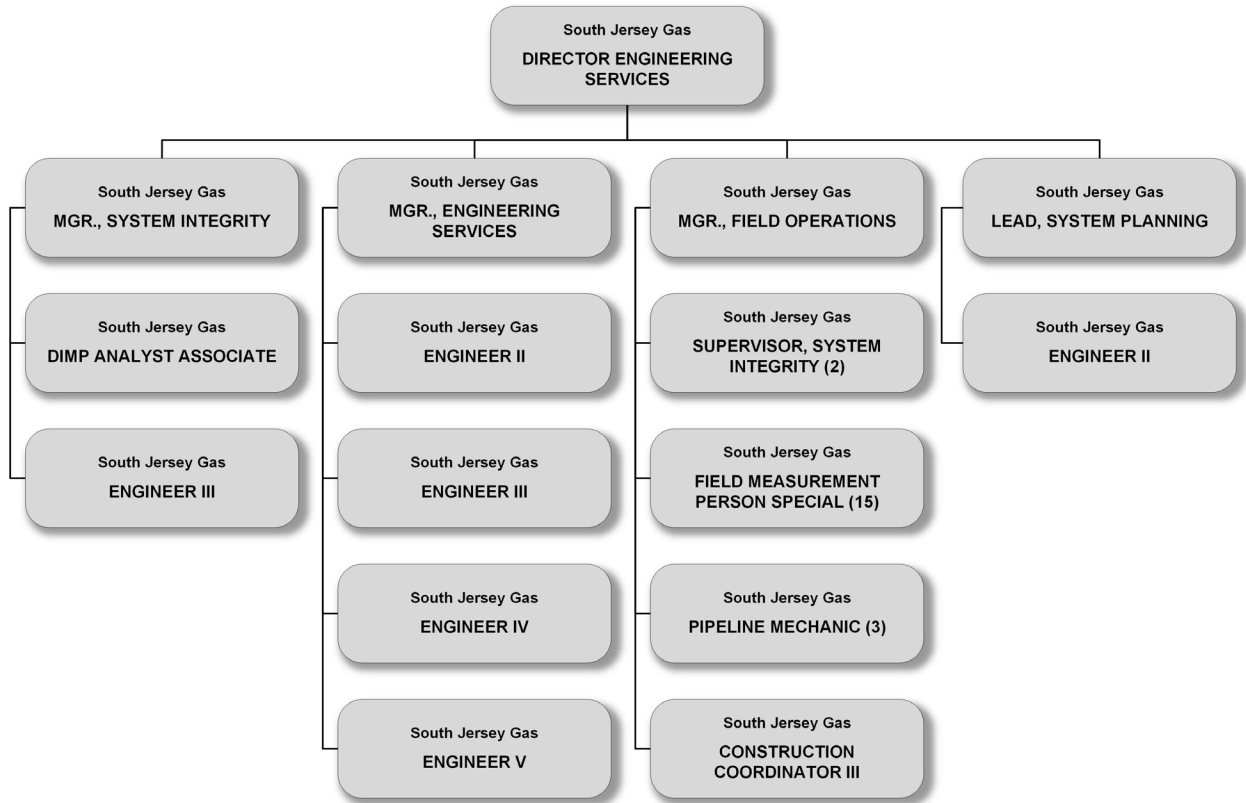 South Jersey Gas
DIRECTOR ENGINEERING
SERVICES
South Jersey Gas
MGR., SYSTEM INTEGRITY
South Jersey Gas
DIMP ANALYST ASSOCIATE
South Jersey Gas
ENGINEER III
South Jersey Gas
MGR., ENGINEERING
SERVICES
South Jersey Gas
ENGINEER II
South Jersey Gas
ENGINEER III
South Jersey Gas
ENGINEER IV
South Jersey Gas
ENGINEER V
South Jersey Gas
MGR., FIELD OPERATIONS
South Jersey Gas
SUPERVISOR, SYSTEM
INTEGRITY (2)
South Jersey Gas
FIELD MEASUREMENT
PERSON SPECIAL (15)
South Jersey Gas
PIPELINE MECHANIC (3)
South Jersey Gas
CONSTRUCTION
COORDINATOR III
South Jersey Gas
LEAD, SYSTEM PLANNING
South Jersey Gas
ENGINEER II